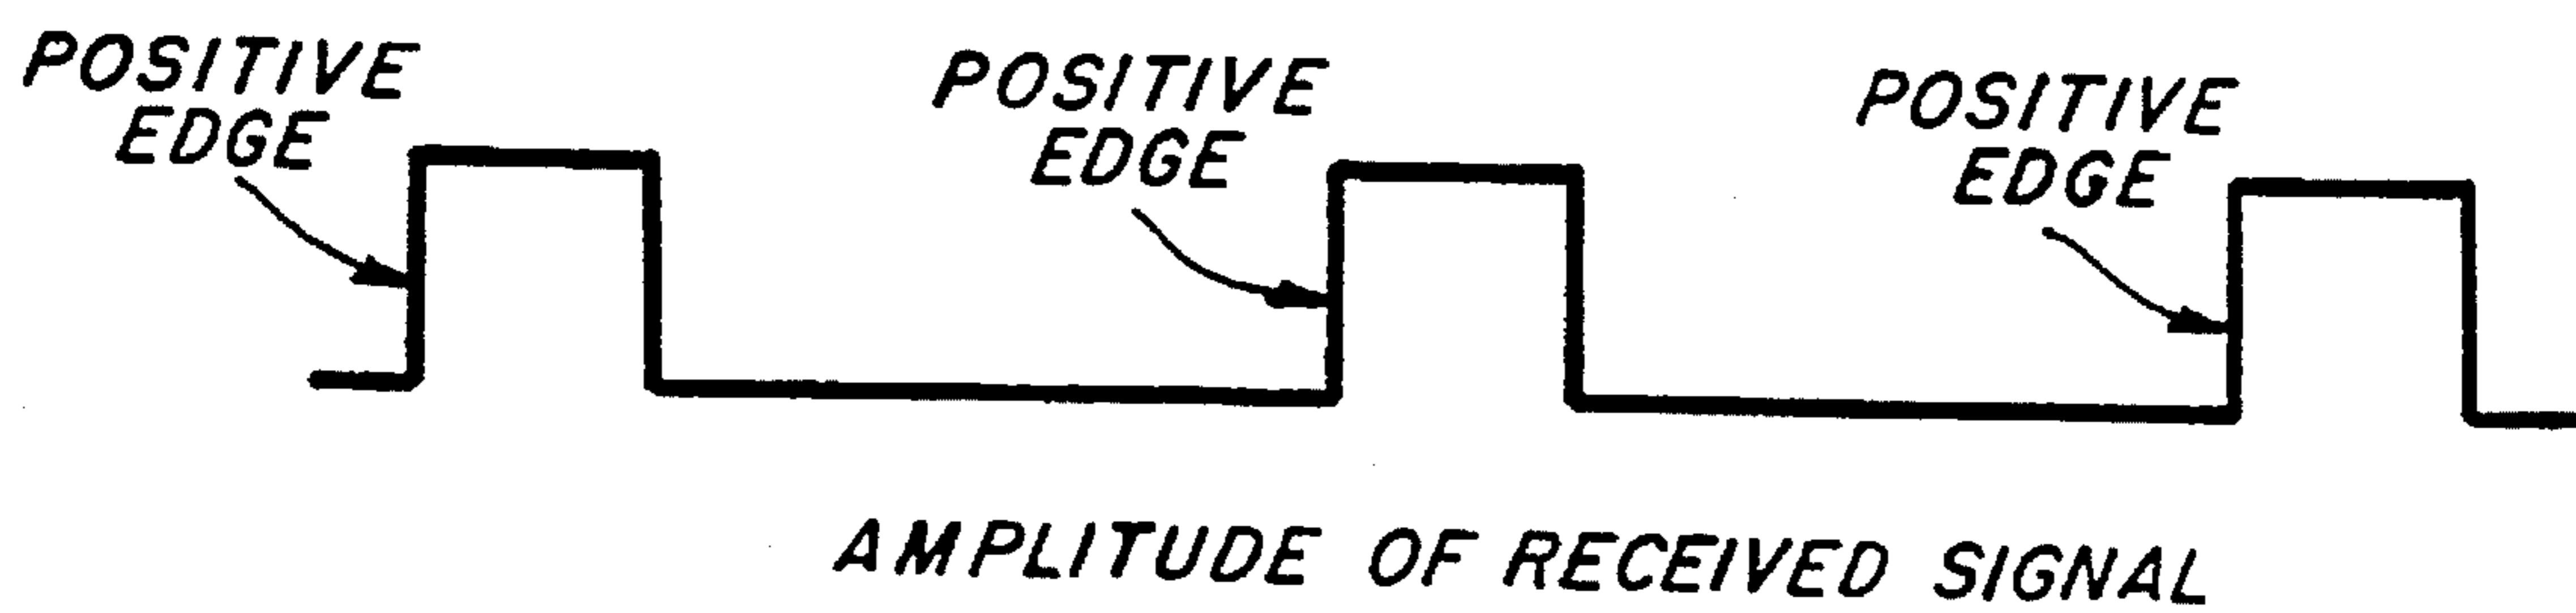 POSITIVE
EDGE
POSITIVE
EDGE
POSITIVE
EDGE
AMPLITUDE OF RECEIVED SIGNAL